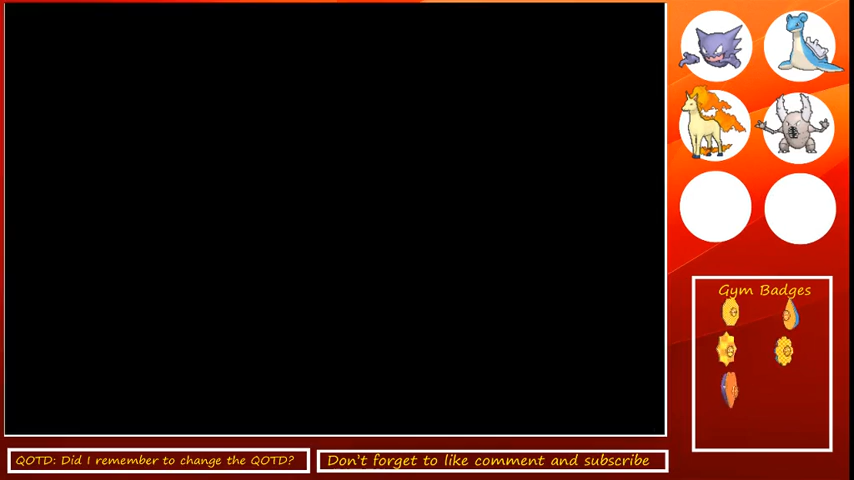 Gym Badges
QOTD: Did I remember to change the QOTD?
Don't forget to like comment and subscribe